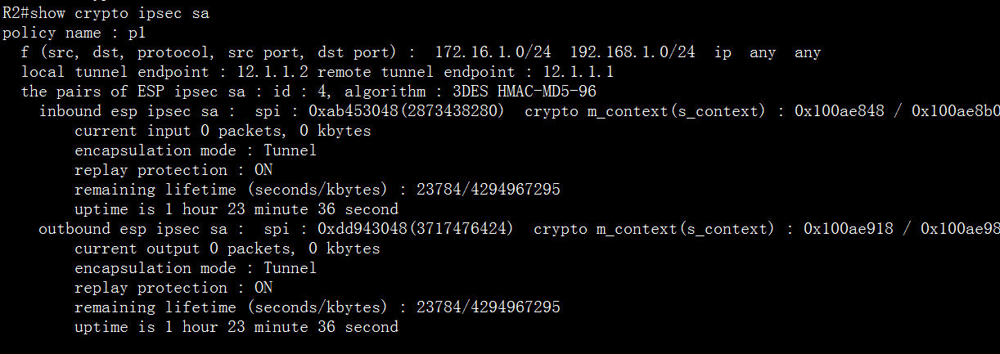 R2#show crypto ipsec sa
policy name : p1
f (src, dst, protocol, src port, dst port) : 172.16.1.0/24 192.168.1.0/24 ip any any
local tunnel endpoint : 12.1.1.2 remote tunnel endpoint : 12.1.1.1
the pairs of ESP ipsec sa : id : 4, algorithm : 3DES HMAC-MD5-96
inbound esp ipsec sa : spi : 0xab453048(2873438280) crypto m_context(s_context) : 0x100ae848 / 0x100ae8b0
current input 0 packets, 0 kbytes
encapsulation mode : Tunnel
replay protection : ON
remaining lifetime (seconds/kbytes) : 23784/4294967295
uptime is 1 hour 23 minute 36 second
outbound esp ipsec sa : spi : 0xdd943048(3717476424) crypto m_context(s_context) : 0x100ae918 / 0x100ae98
current output 0 packets, 0 kbytes
encapsulation mode : Tunnel
replay protection : ON
remaining lifetime (seconds/kbytes) : 23784/4294967295
uptime is 1 hour 23 minute 36 second